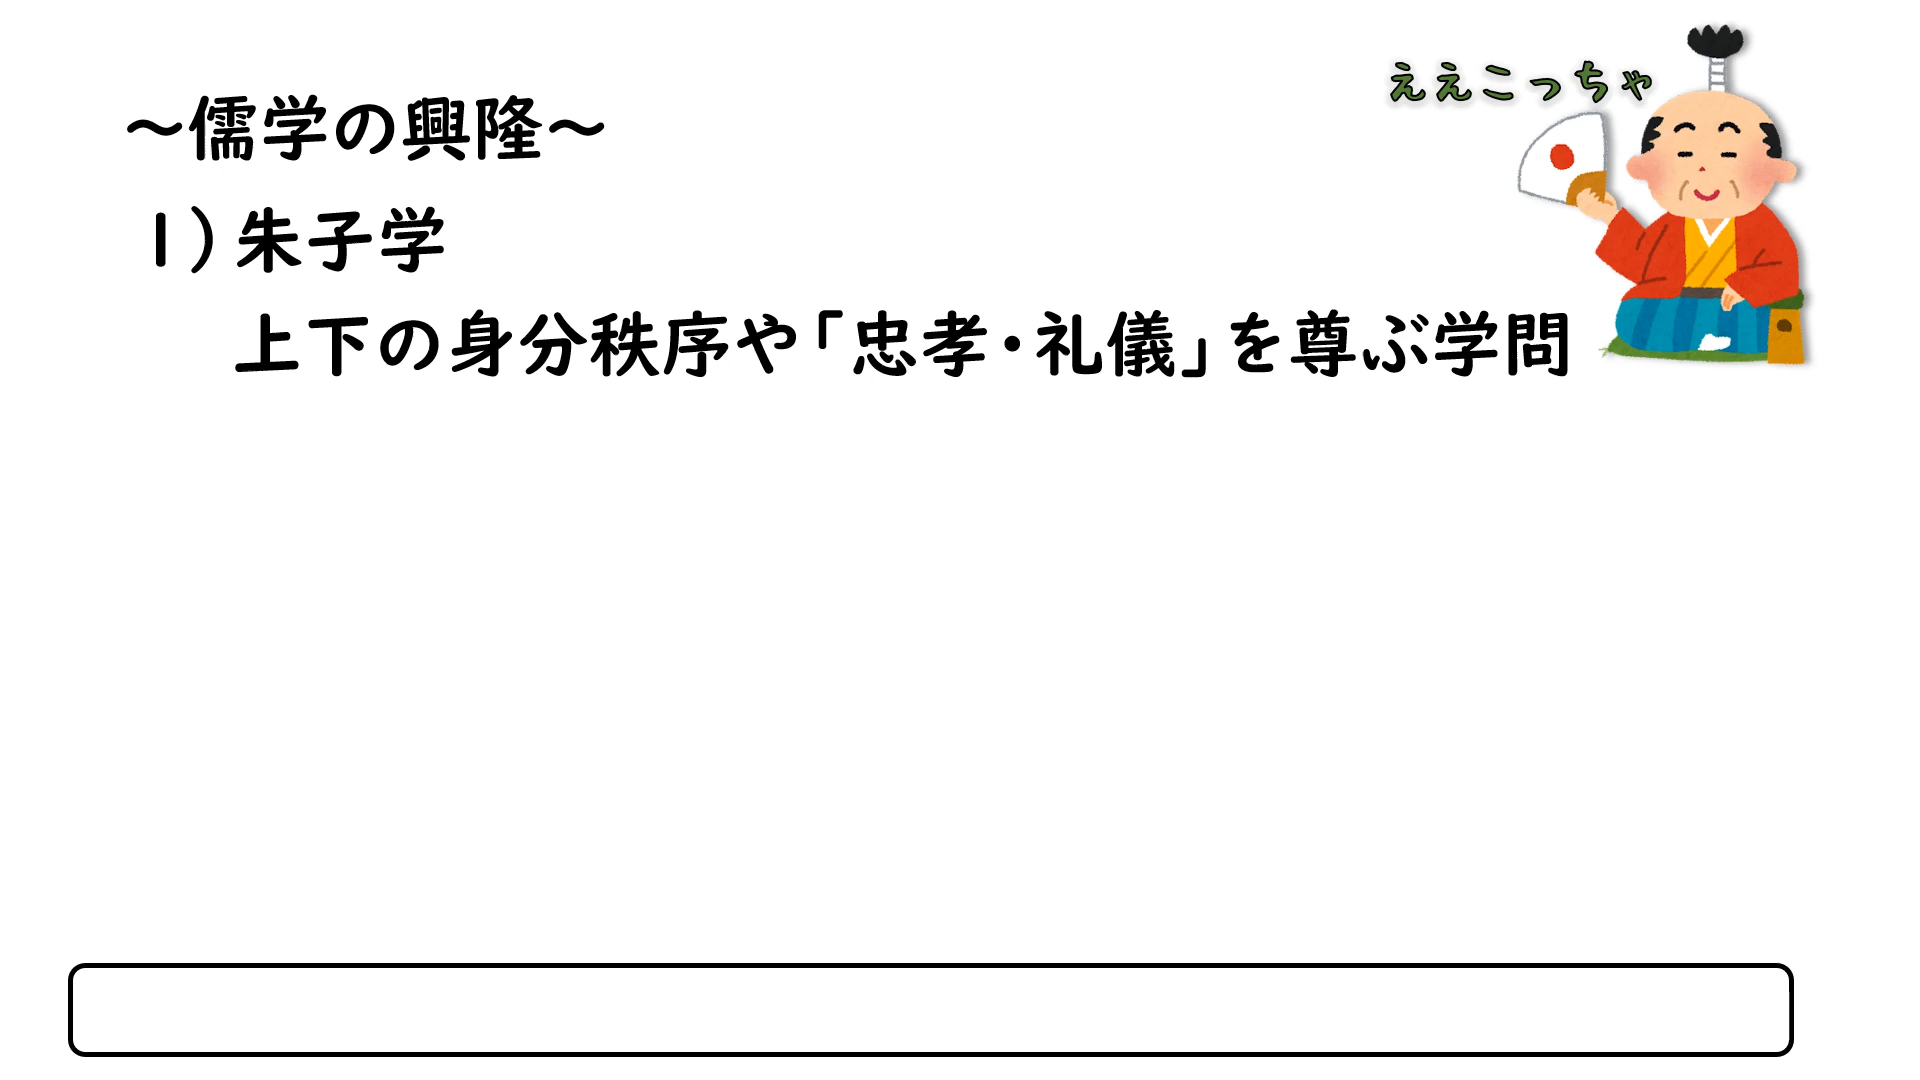 ～儒学の興隆～
ええこっちゃ
1）朱子学
上下の身分秩序や「忠孝・礼儀」を尊ぶ学問